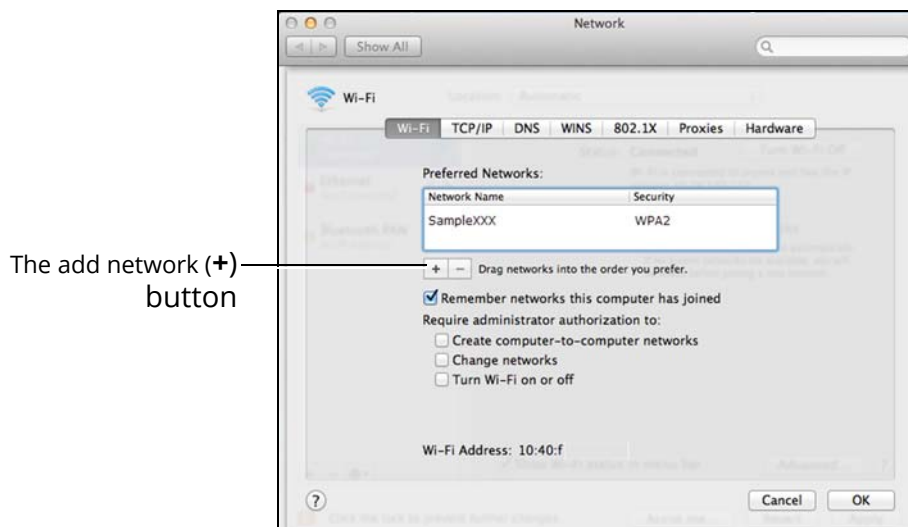 Network
Show All
Wi-Fi
Wi-Fi TCP/IP DNS WINS 802.1X Proxies Hardware
Preferred Networks:
Network Name Security
SampleXXX WPA2
The add network (+)
button
+ − Drag networks into the order you prefer.
Remember networks this computer has joined
Require administrator authorization to:
Create computer-to-computer networks
Change networks
Turn Wi-Fi on or off
Wi-Fi Address: 10:40:f
? Cancel OK